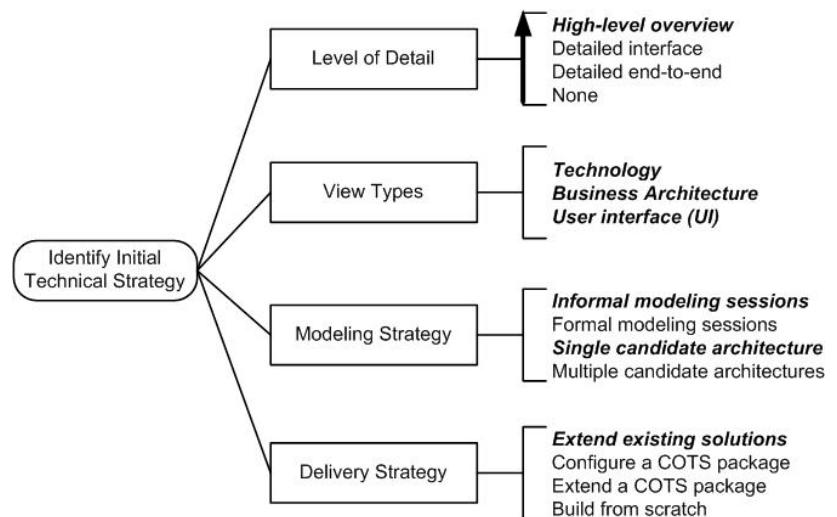 Identify Initial
Technical Strategy
Level of Detail
High-level overview
Detailed interface
Detailed end-to-end
None
View Types
Technology
Business Architecture
User interface (UI)
Modeling Strategy
Informal modeling sessions
Formal modeling sessions
Single candidate architecture
Multiple candidate architectures
Delivery Strategy
Extend existing solutions
Configure a COTS package
Extend a COTS package
Build from scratch